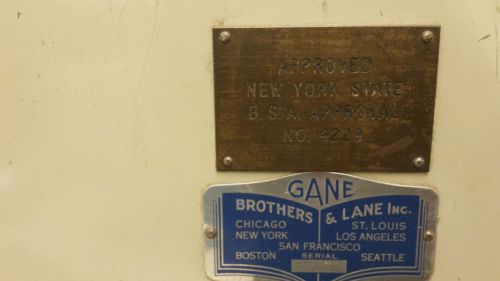 APPROVED
NEW YORK STATE
B.S.A. APPROVAL
NO. 4229
GANE
BROTHERS & LANE INC.
CHICAGO ST. LOUIS
NEW YORK LOS ANGELES
SAN FRANCISCO
BOSTON SERIAL SEATTLE